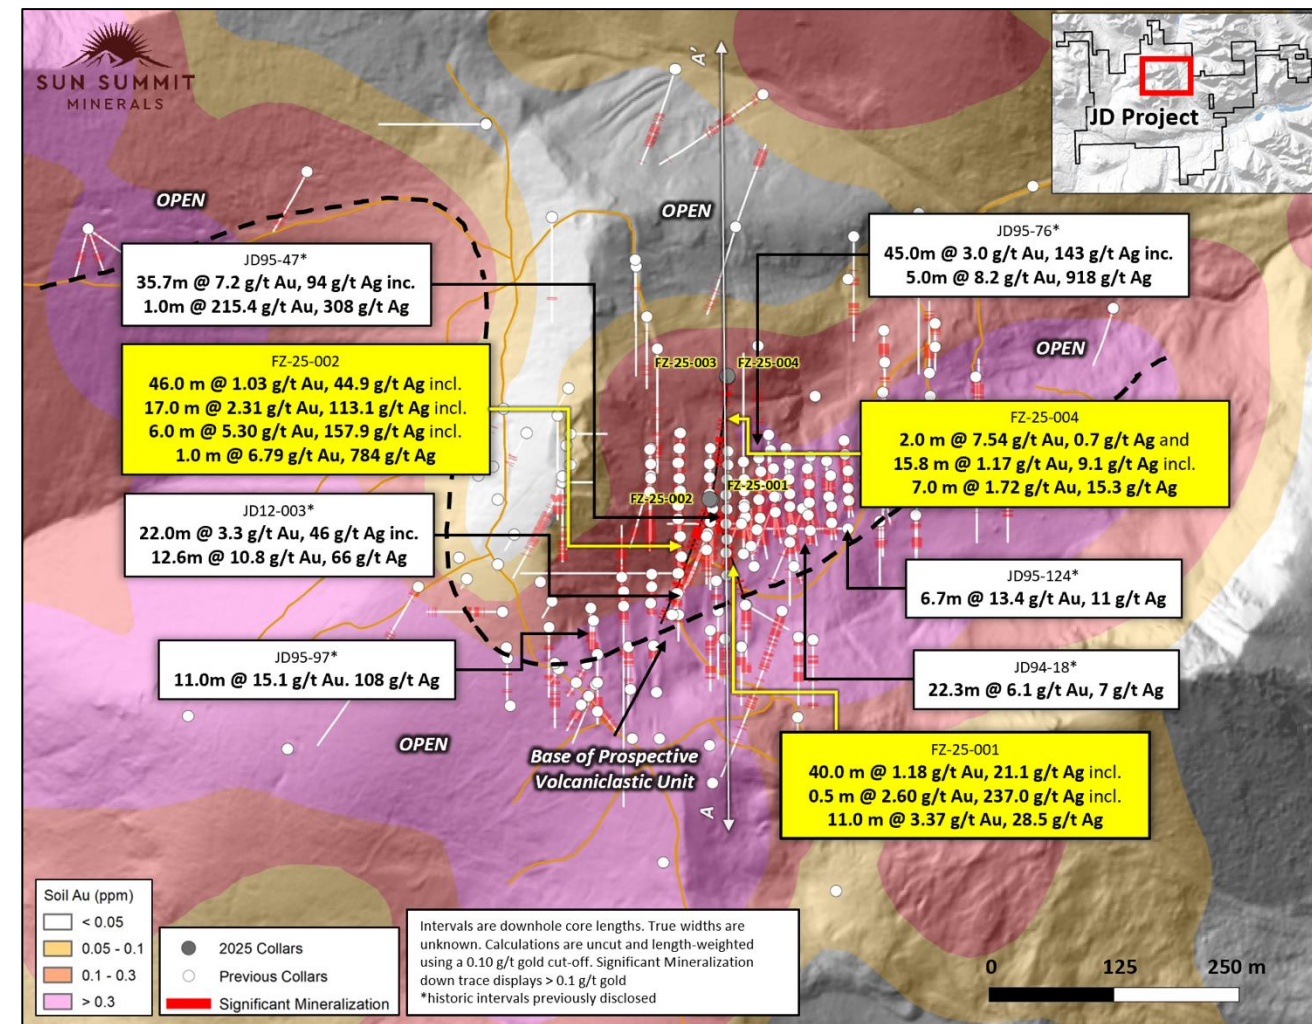 SUN SUMMIT
MINERALS
A'
JD Project
OPEN
OPEN
JD95-47*
35.7m @ 7.2 g/t Au, 94 g/t Ag inc.
1.0m @ 215.4 g/t Au, 308 g/t Ag
JD95-76*
45.0m @ 3.0 g/t Au, 143 g/t Ag inc.
5.0m @ 8.2 g/t Au, 918 g/t Ag
OPEN
FZ-25-003
FZ-25-004
FZ-25-002
46.0 m @ 1.03 g/t Au, 44.9 g/t Ag incl.
17.0 m @ 2.31 g/t Au, 113.1 g/t Ag incl.
6.0 m @ 5.30 g/t Au, 157.9 g/t Ag incl.
1.0 m @ 6.79 g/t Au, 784 g/t Ag
FZ-25-004
2.0 m @ 7.54 g/t Au, 0.7 g/t Ag and
15.8 m @ 1.17 g/t Au, 9.1 g/t Ag incl.
7.0 m @ 1.72 g/t Au, 15.3 g/t Ag
FZ-25-001
FZ-25-002
JD12-003*
22.0m @ 3.3 g/t Au, 46 g/t Ag inc.
12.6m @ 10.8 g/t Au, 66 g/t Ag
JD95-124*
6.7m @ 13.4 g/t Au, 11 g/t Ag
JD95-97*
11.0m @ 15.1 g/t Au. 108 g/t Ag
JD94-18*
22.3m @ 6.1 g/t Au, 7 g/t Ag
OPEN
Base of Prospective
Volcaniclastic Unit
FZ-25-001
40.0 m @ 1.18 g/t Au, 21.1 g/t Ag incl.
0.5 m @ 2.60 g/t Au, 237.0 g/t Ag incl.
11.0 m @ 3.37 g/t Au, 28.5 g/t Ag
A
Soil Au (ppm)
< 0.05
0.05 - 0.1
0.1 - 0.3
> 0.3
2025 Collars
Previous Collars
Significant Mineralization
Intervals are downhole core lengths. True widths are
unknown. Calculations are uncut and length-weighted
using a 0.10 g/t gold cut-off. Significant Mineralization
down trace displays > 0.1 g/t gold
*historic intervals previously disclosed
0 125 250 m